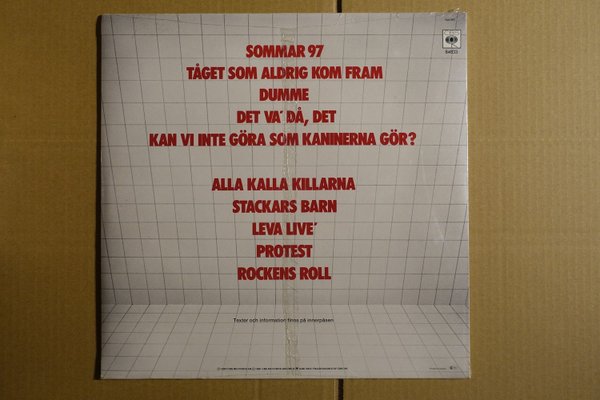 SOMMAR 97
TÅGET SOM ALDRIG KOM FRAM
DUMME
DET VA' DÅ, DET
KAN VI INTE GÖRA SOM KANINERNA GÖR?
ALLA KALLA KILLARNA
STACKARS BARN
LEVA LIVE'
PROTEST
ROCKENS ROLL
Texter och information finns på innerpåsen